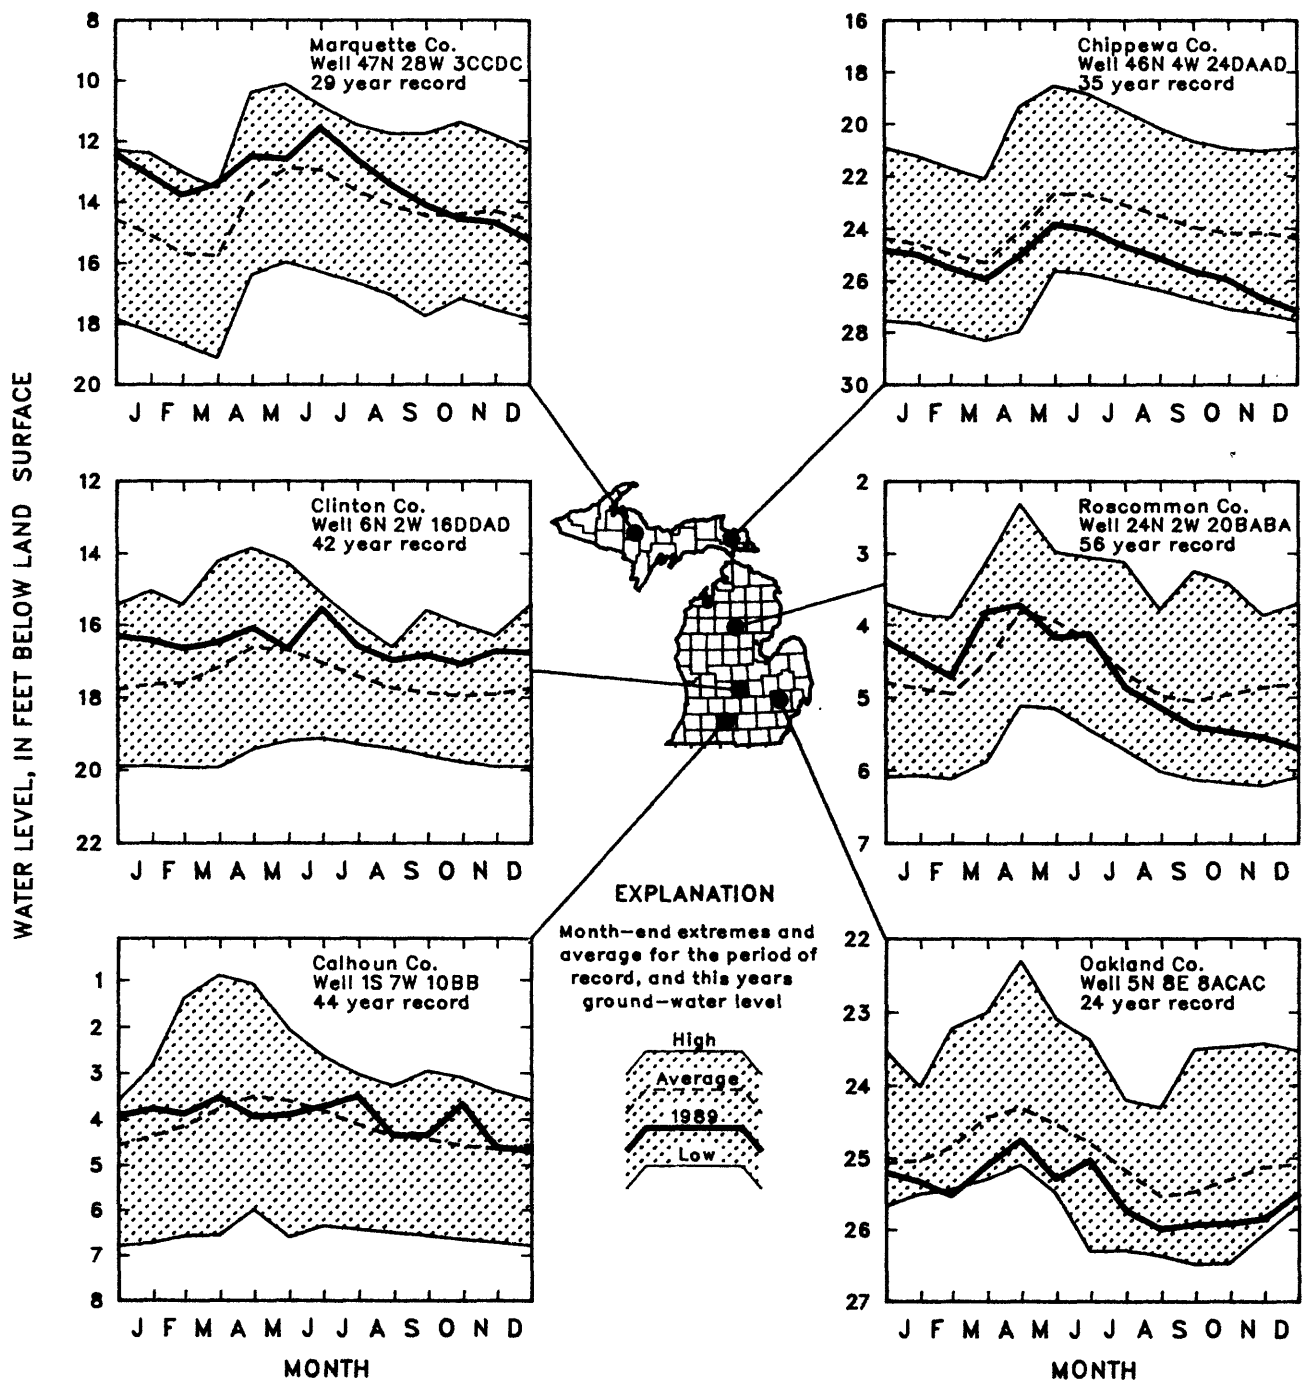 WATER LEVEL, IN FEET BELOW LAND SURFACE
8
10
12
14
16
18
20
Marquette Co.
Well 47N 28W 3CCDC
29 year record
J F M A M J J A S O N D
16
18
20
22
24
26
28
30
Chippewa Co.
Well 46N 4W 24DAAD
35 year record
J F M A M J J A S O N D
12
14
16
18
20
22
Clinton Co.
Well 6N 2W 16DDAD
42 year record
J F M A M J J A S O N D
2
3
4
5
6
7
Roscommon Co.
Well 24N 2W 20BABA
56 year record
J F M A M J J A S O N D
1
2
3
4
5
6
7
8
Calhoun Co.
Well 1S 7W 10BB
44 year record
J F M A M J J A S O N D
MONTH
EXPLANATION
Month-end extremes and
average for the period of
record, and this years
ground-water level
High
Average
1989
Low
22
23
24
25
26
27
Oakland Co.
Well 5N 8E 8ACAC
24 year record
J F M A M J J A S O N D
MONTH